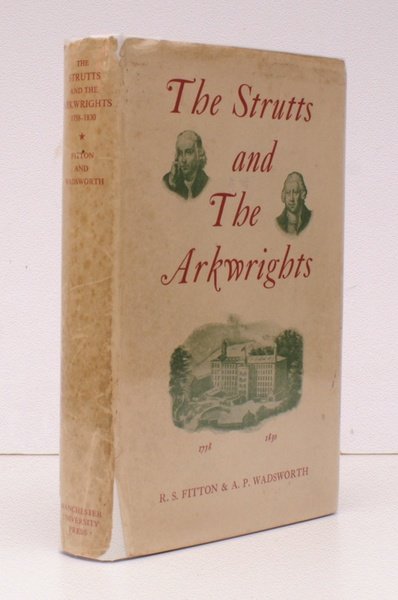 THE
STRUTTS
AND THE
ARKWRIGHTS
1758-1830
FITTON
AND
WADSWORTH
MANCHESTER
UNIVERSITY
PRESS
The Strutts
and
The
Arkwrights
1758 1830
R. S. FITTON & A. P. WADSWORTH